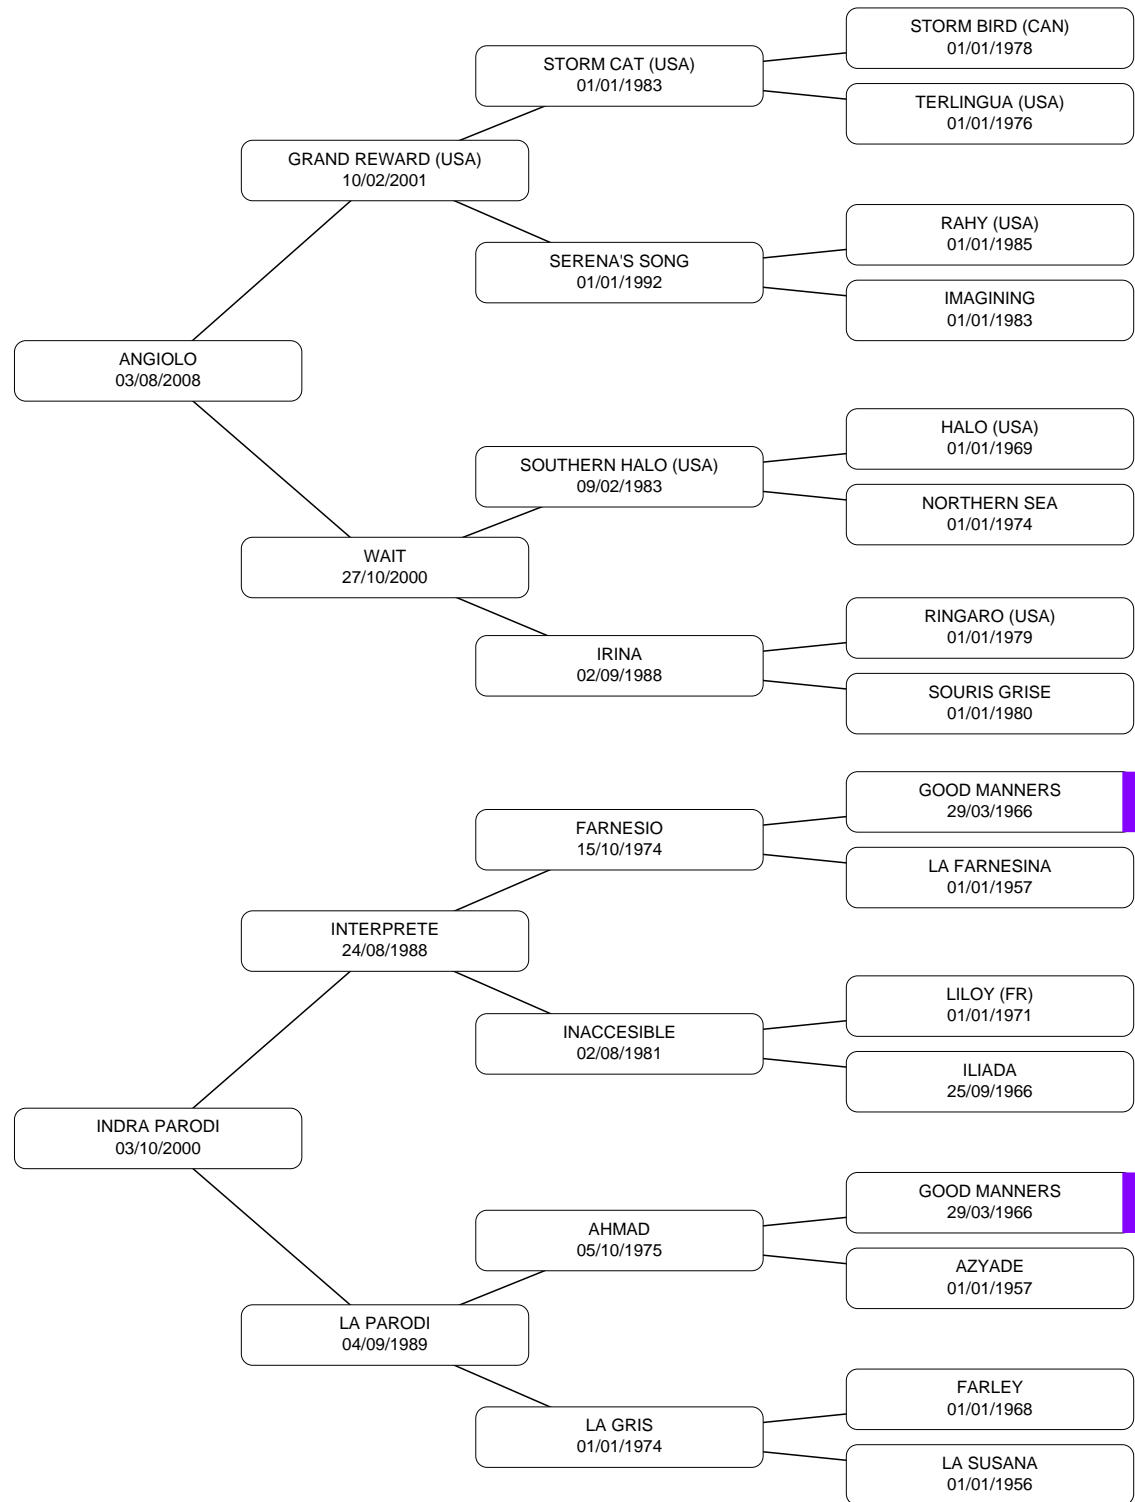 STORM BIRD (CAN)
01/01/1978
STORM CAT (USA)
01/01/1983
TERLINGUA (USA)
01/01/1976
GRAND REWARD (USA)
10/02/2001
RAHY (USA)
01/01/1985
SERENA'S SONG
01/01/1992
IMAGINING
01/01/1983
ANGIOLO
03/08/2008
HALO (USA)
01/01/1969
SOUTHERN HALO (USA)
09/02/1983
NORTHERN SEA
01/01/1974
WAIT
27/10/2000
RINGARO (USA)
01/01/1979
IRINA
02/09/1988
SOURIS GRISE
01/01/1980
GOOD MANNERS
29/03/1966
FARNESIO
15/10/1974
LA FARNESINA
01/01/1957
INTERPRETE
24/08/1988
LILOY (FR)
01/01/1971
INACCESIBLE
02/08/1981
ILIADA
25/09/1966
INDRA PARODI
03/10/2000
GOOD MANNERS
29/03/1966
AHMAD
05/10/1975
AZYADE
01/01/1957
LA PARODI
04/09/1989
FARLEY
01/01/1968
LA GRIS
01/01/1974
LA SUSANA
01/01/1956